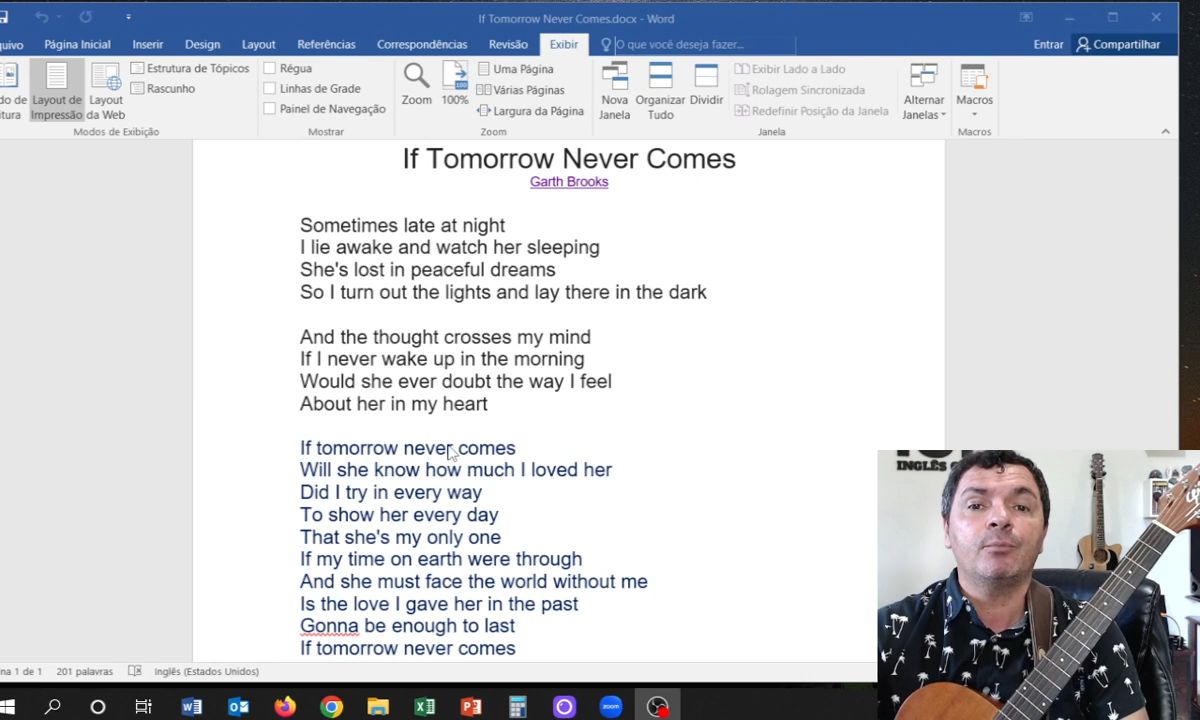 If Tomorrow Never Comes.docx - Word
Página Inicial Inserir Design Layout Referências Correspondências Revisão Exibir O que você deseja fazer... Entrar Compartilhar
Layout de Impressão
Layout da Web
Estrutura de Tópicos
Rascunho
Modos de Exibição
Régua
Linhas de Grade
Painel de Navegação
Mostrar
Zoom
100%
Uma Página
Várias Páginas
Largura da Página
Zoom
Nova Janela
Organizar Tudo
Dividir
Exibir Lado a Lado
Rolagem Sincronizada
Redefinir Posição da Janela
Janela
Alternar Janelas
Macros
Macros
If Tomorrow Never Comes
Garth Brooks
Sometimes late at night
I lie awake and watch her sleeping
She's lost in peaceful dreams
So I turn out the lights and lay there in the dark
And the thought crosses my mind
If I never wake up in the morning
Would she ever doubt the way I feel
About her in my heart
If tomorrow never comes
Will she know how much I loved her
Did I try in every way
To show her every day
That she's my only one
If my time on earth were through
And she must face the world without me
Is the love I gave her in the past
Gonna be enough to last
If tomorrow never comes
INGLÊS
1 de 1 201 palavras Inglês (Estados Unidos)
zoom